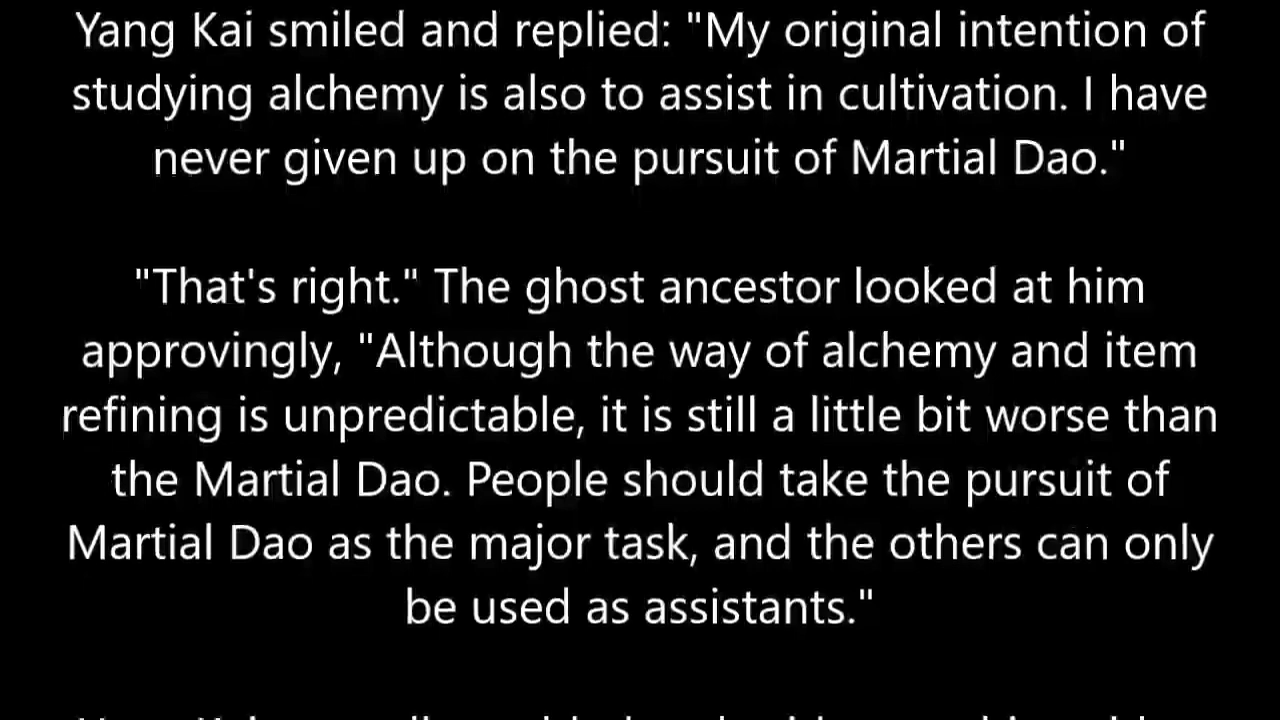 Yang Kai smiled and replied: "My original intention of
studying alchemy is also to assist in cultivation. I have
never given up on the pursuit of Martial Dao."
"That's right." The ghost ancestor looked at him
approvingly, "Although the way of alchemy and item
refining is unpredictable, it is still a little bit worse than
the Martial Dao. People should take the pursuit of
Martial Dao as the major task, and the others can only
be used as assistants."